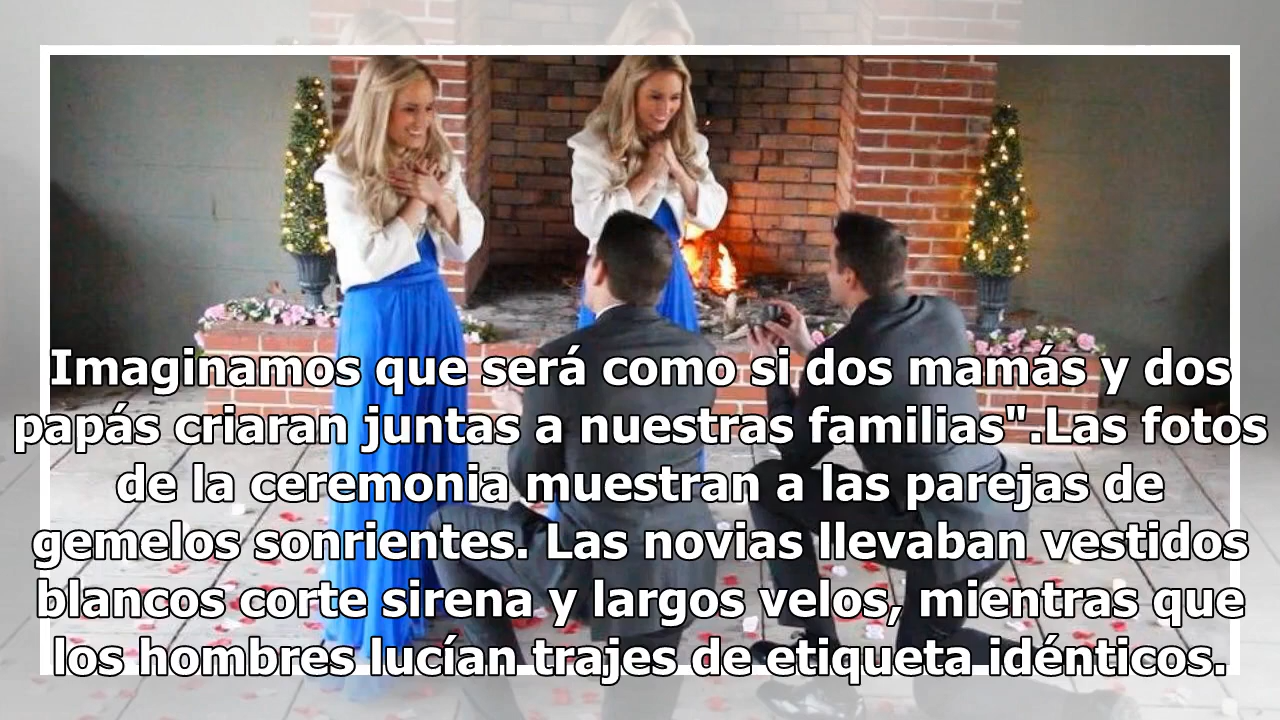 Imaginamos que será como si dos mamás y dos
papás criaran juntas a nuestras familias".Las fotos
de la ceremonia muestran a las parejas de
gemelos sonrientes. Las novias llevaban vestidos
blancos corte sirena y largos velos, mientras que
los hombres lucían trajes de etiqueta idénticos.